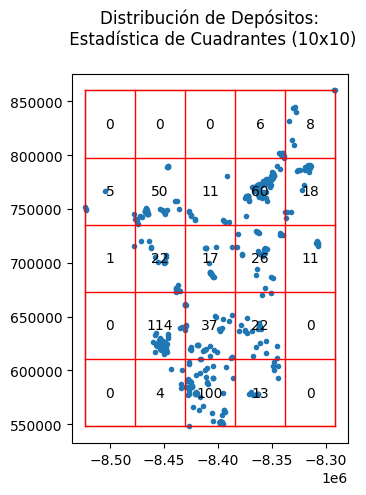 Distribución de Depósitos:
Estadística de Cuadrantes (10x10)
850000
800000
750000
700000
650000
600000
550000
0 0 0 6 8
5 50 11 60 18
1 22 17 26 11
0 114 37 22 0
0 4 100 13 0
−8.50 −8.45 −8.40 −8.35 −8.30
1e6